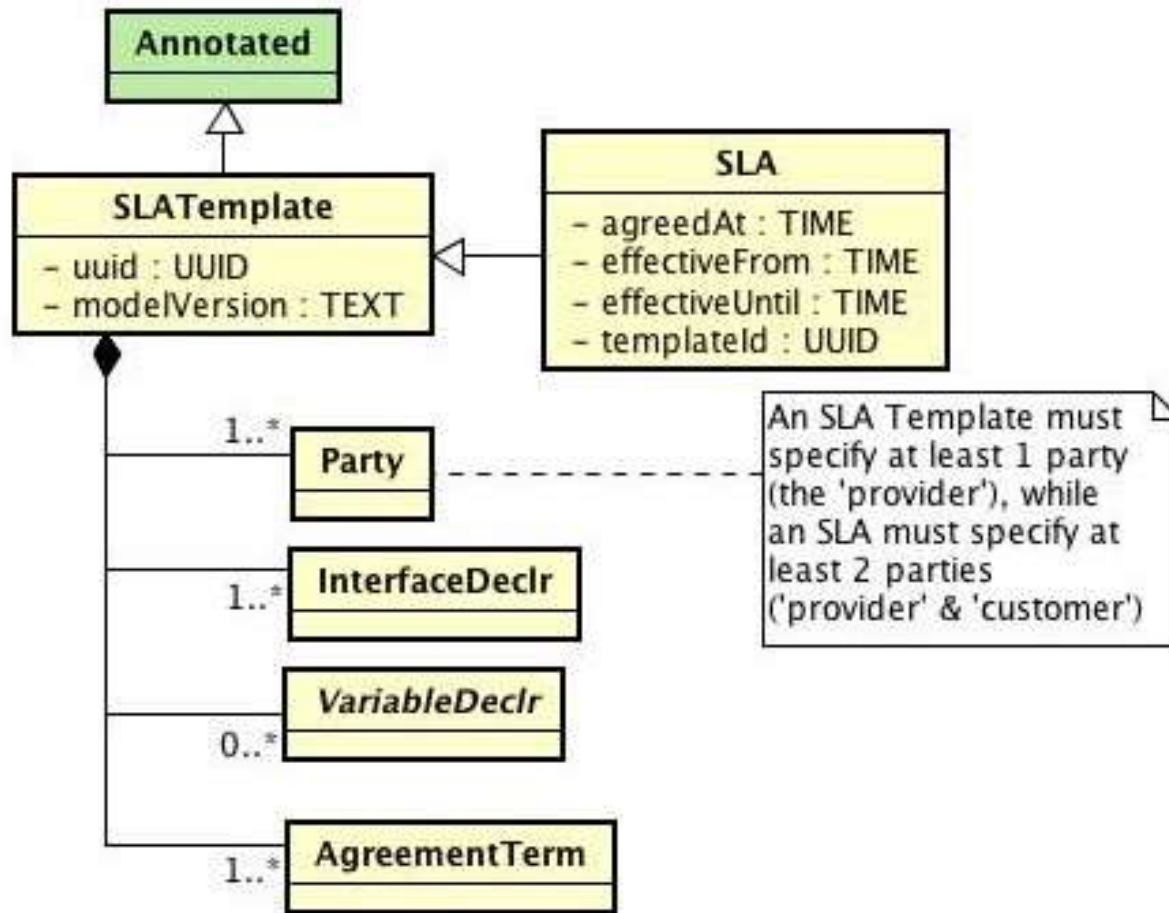 Annotated
SLATemplate
– uuid : UUID
– modelVersion : TEXT
SLA
– agreedAt : TIME
– effectiveFrom : TIME
– effectiveUntil : TIME
– templateId : UUID
1..*
Party
An SLA Template must
specify at least 1 party
(the 'provider'), while
an SLA must specify at
least 2 parties
('provider' & 'customer')
InterfaceDeclr
1..*
VariableDeclr
0..*
AgreementTerm
1..*